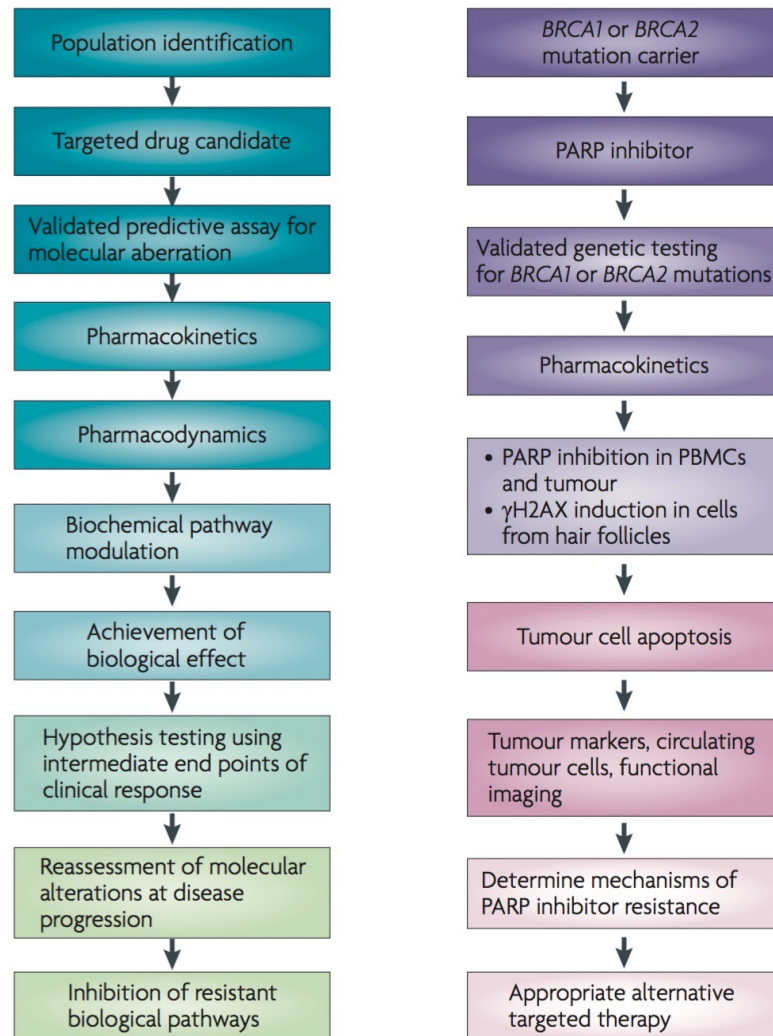 Population identification
Targeted drug candidate
Validated predictive assay for
molecular aberration
Pharmacokinetics
Pharmacodynamics
Biochemical pathway
modulation
Achievement of
biological effect
Hypothesis testing using
intermediate end points of
clinical response
Reassessment of molecular
alterations at disease
progression
Inhibition of resistant
biological pathways
BRCA1 or BRCA2
mutation carrier
PARP inhibitor
Validated genetic testing
for BRCA1 or BRCA2 mutations
Pharmacokinetics
• PARP inhibition in PBMCs
and tumour
• γH2AX induction in cells
from hair follicles
Tumour cell apoptosis
Tumour markers, circulating
tumour cells, functional
imaging
Determine mechanisms of
PARP inhibitor resistance
Appropriate alternative
targeted therapy